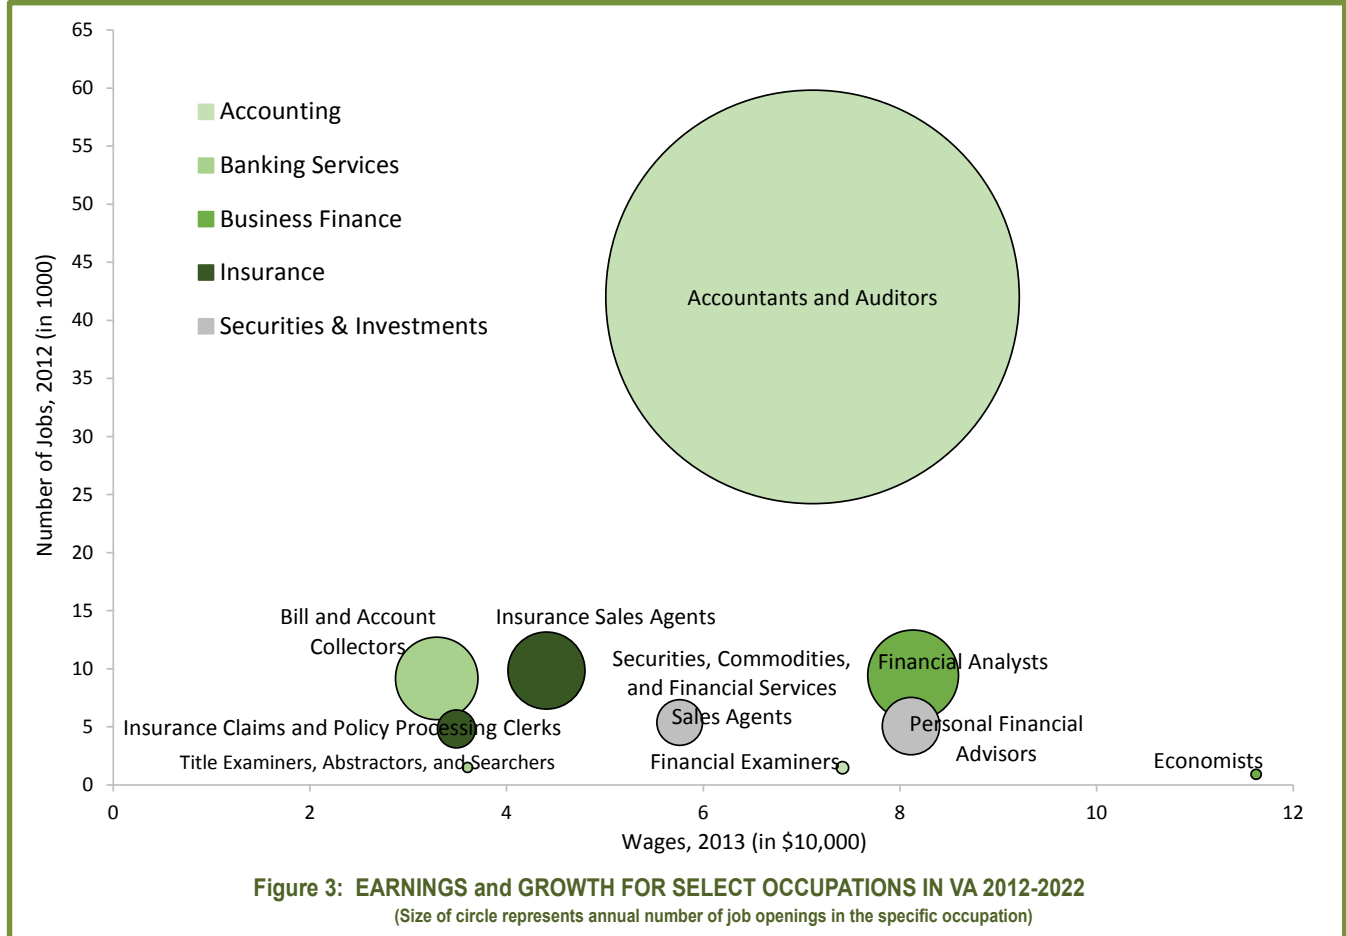 65
60
55
50
45
40
35
30
25
20
15
10
5
0
Number of Jobs, 2012 (in 1000)
Accounting
Banking Services
Business Finance
Insurance
Securities & Investments
Accountants and Auditors
Bill and Account
Collectors
Insurance Sales Agents
Securities, Commodities,
and Financial Services
Sales Agents
Financial Analysts
Insurance Claims and Policy Processing Clerks
Personal Financial
Advisors
Title Examiners, Abstractors, and Searchers
Financial Examiners
Economists
0 2 4 6 8 10 12
Wages, 2013 (in $10,000)
Figure 3: EARNINGS and GROWTH FOR SELECT OCCUPATIONS IN VA 2012-2022
(Size of circle represents annual number of job openings in the specific occupation)